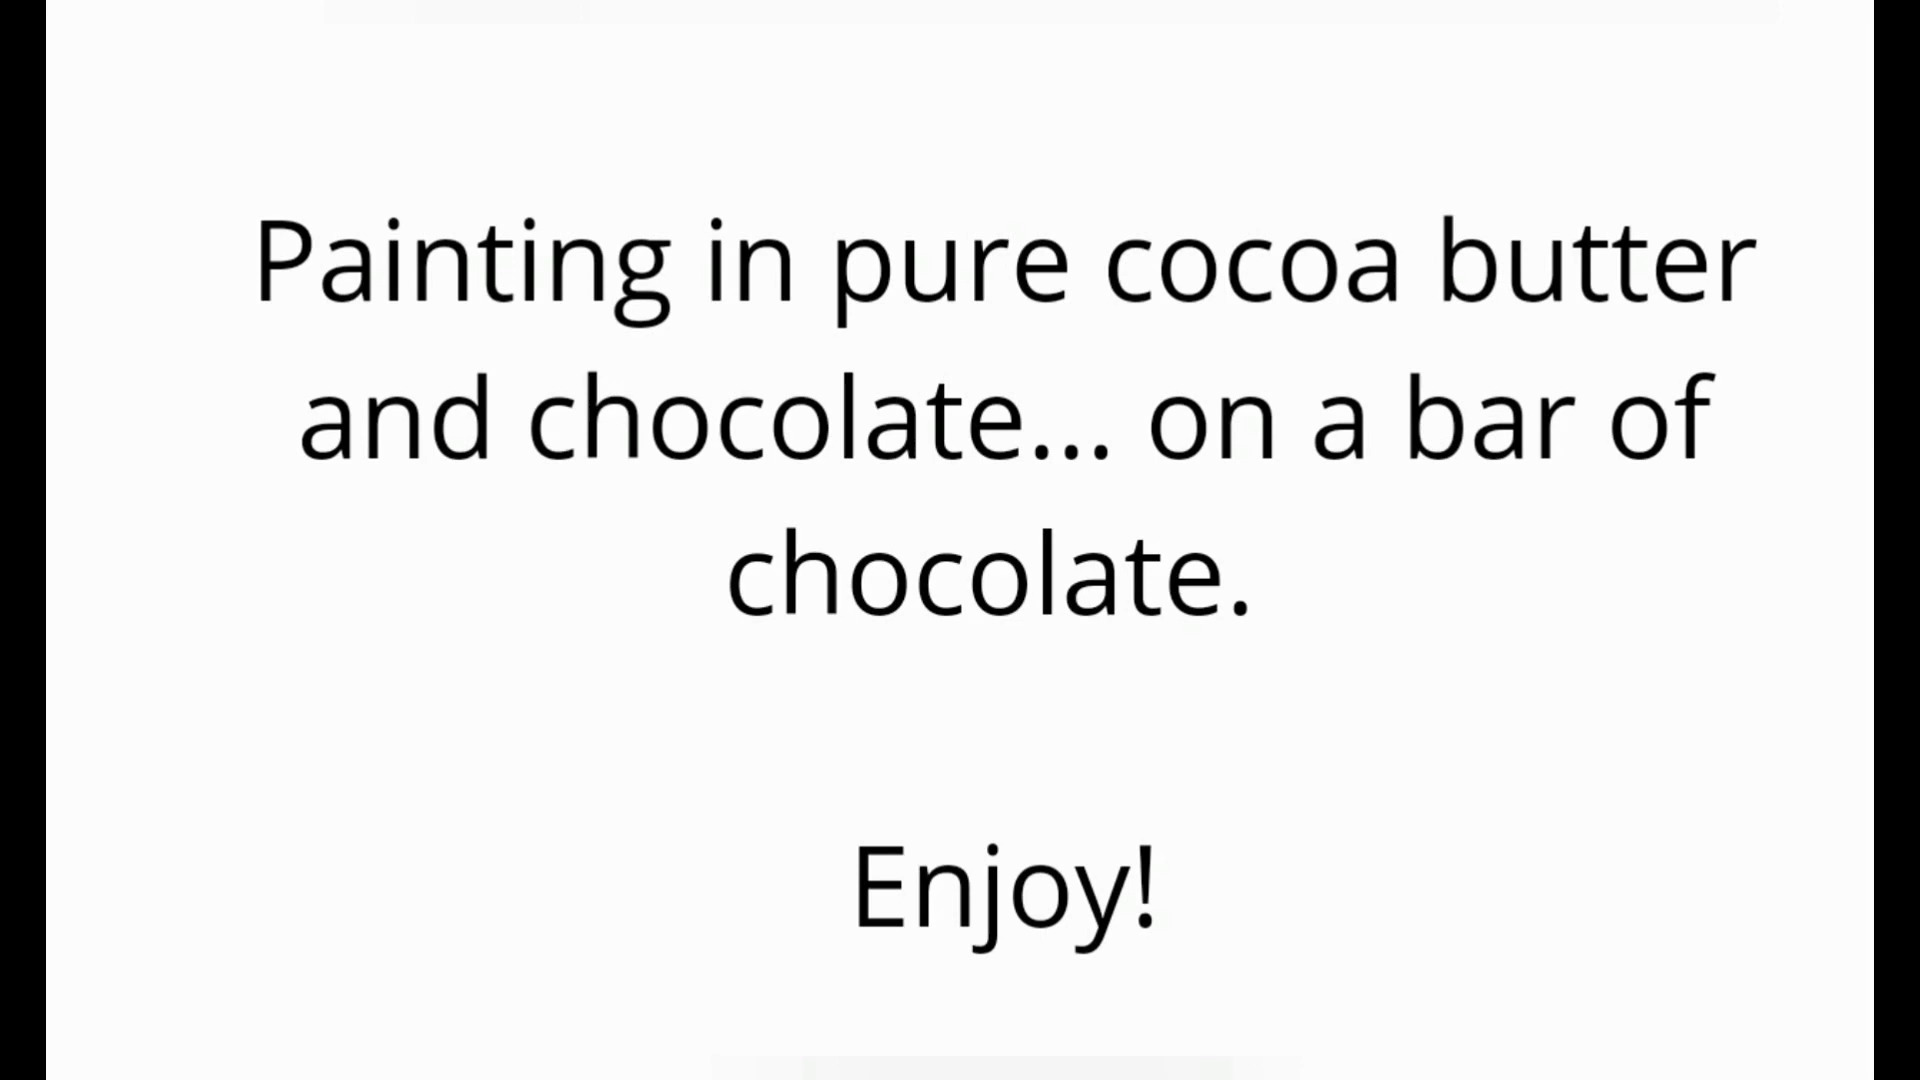 Painting in pure cocoa butter
and chocolate... on a bar of
chocolate.
Enjoy!